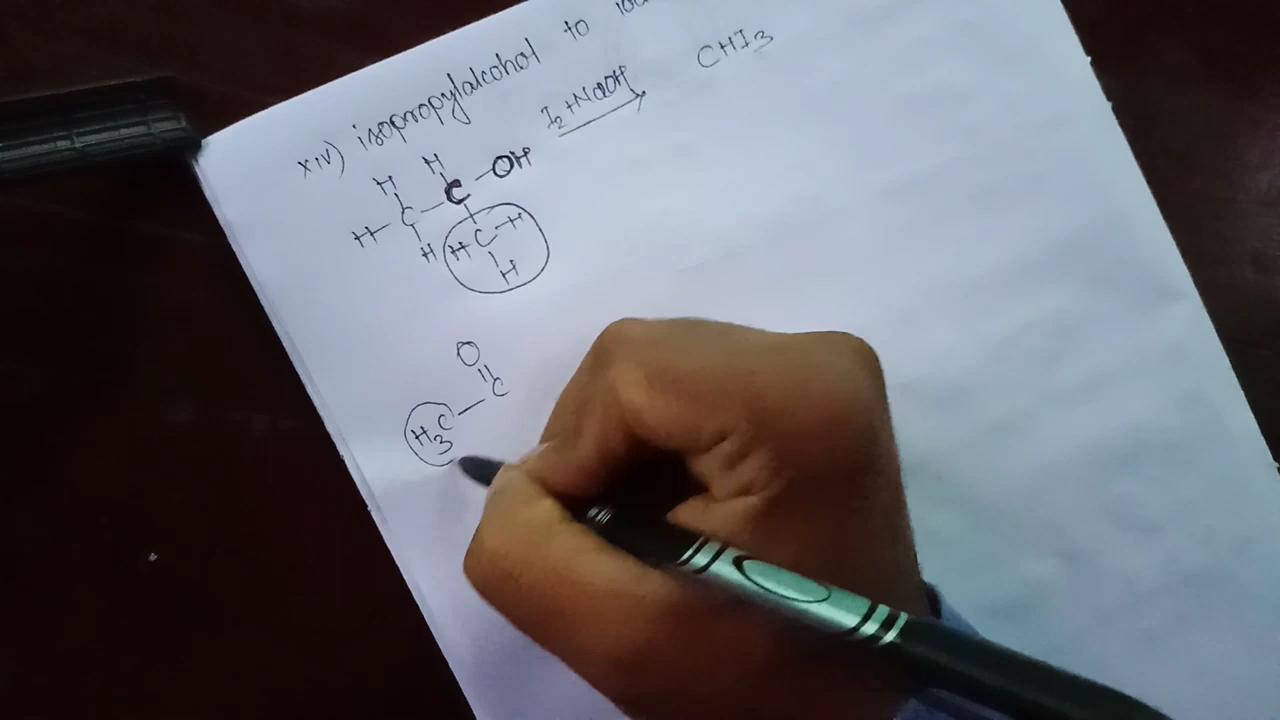 xiv) isopropylalcohol to
I2+NaOH CHI3
H H OH
H C C
H H C H
H
O
C
H3C